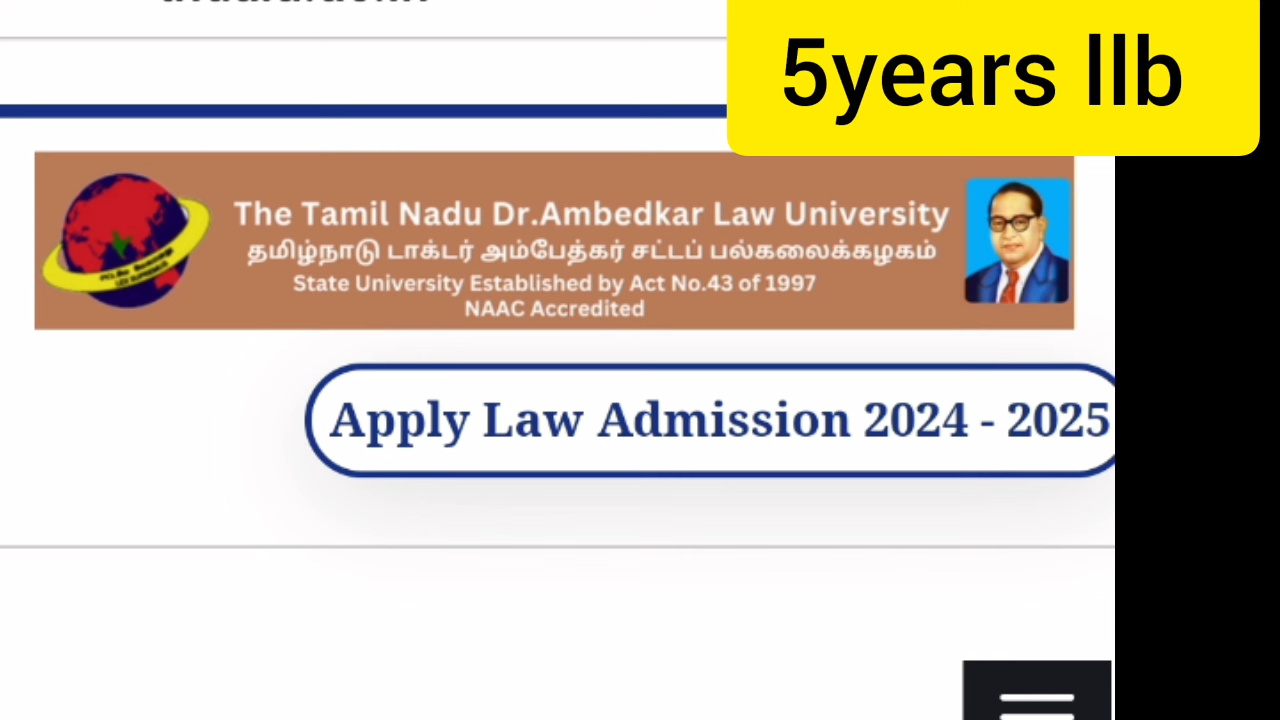 5years llb
The Tamil Nadu Dr.Ambedkar Law University
தமிழ்நாடு டாக்டர் அம்பேத்கர் சட்டப் பல்கலைக்கழகம்
State University Established by Act No.43 of 1997
NAAC Accredited
Apply Law Admission 2024 - 2025